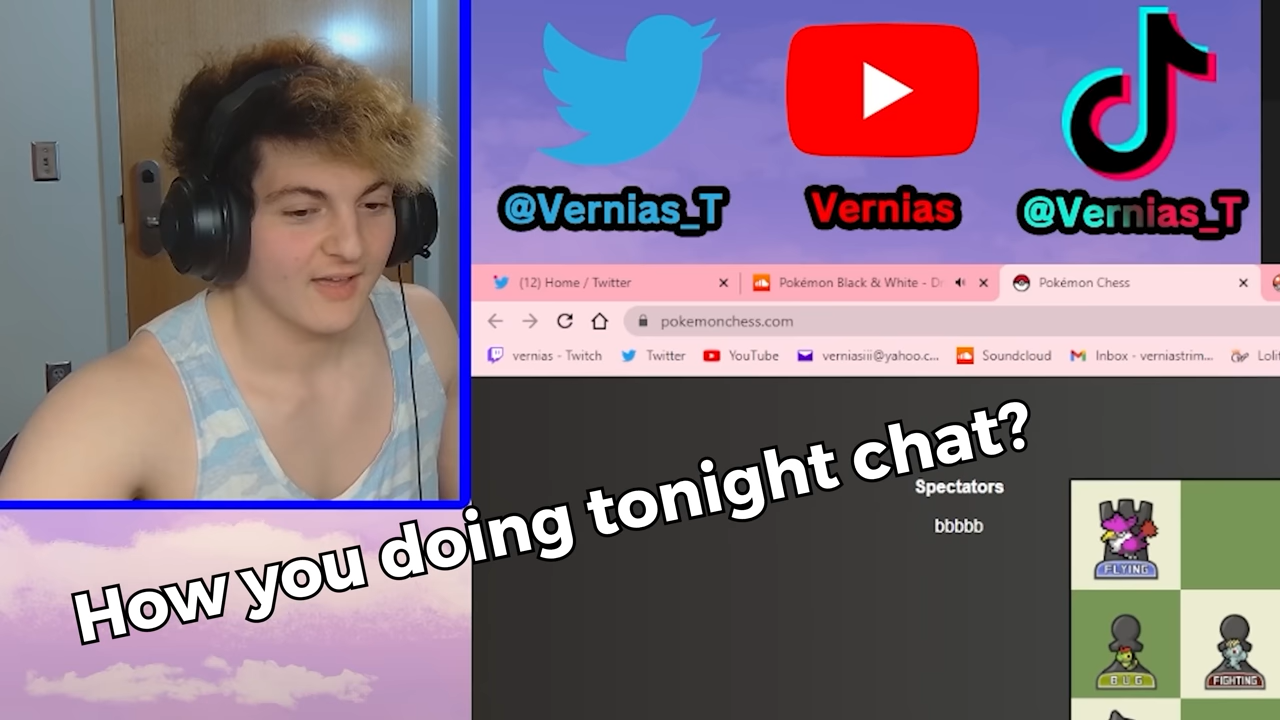 @Vernias_T
Vernias
@Vernias_T
(12) Home / Twitter
Pokémon Black & White - D
Pokémon Chess
pokemonchess.com
vernias - Twitch
Twitter
YouTube
verniasiii@yahoo.c...
Soundcloud
Inbox - verniastrim...
How you doing tonight chat?
Spectators
bbbbb
FLYING
BUG
FIGHTING